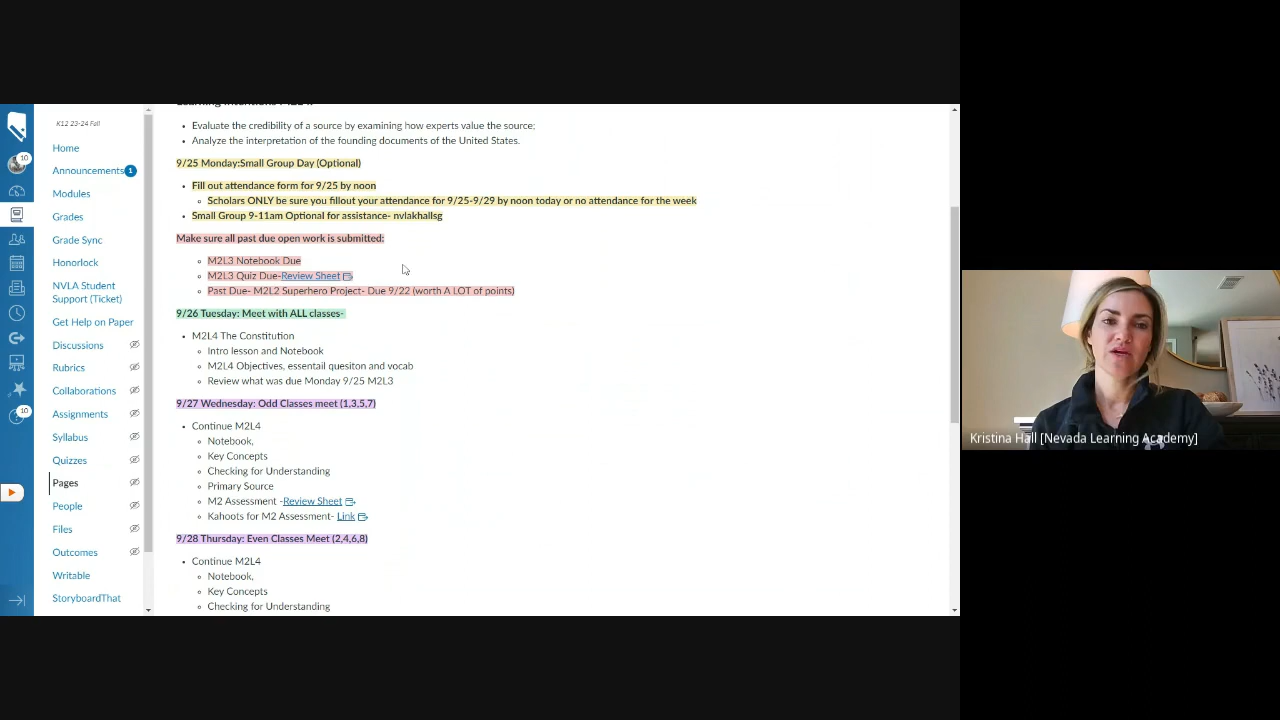 K12 23-24 Fall
Home
Announcements 1
Modules
Grades
Grade Sync
Honorlock
NVLA Student
Support (Ticket)
Get Help on Paper
Discussions
Rubrics
Collaborations
Assignments
Syllabus
Quizzes
Pages
People
Files
Outcomes
Writable
StoryboardThat
10
10
Evaluate the credibility of a source by examining how experts value the source;
Analyze the interpretation of the founding documents of the United States.
9/25 Monday:Small Group Day (Optional)
Fill out attendance form for 9/25 by noon
Scholars ONLY be sure you fillout your attendance for 9/25-9/29 by noon today or no attendance for the week
Small Group 9-11am Optional for assistance- nvlakhallsg
Make sure all past due open work is submitted:
M2L3 Notebook Due
M2L3 Quiz Due-Review Sheet
Past Due- M2L2 Superhero Project- Due 9/22 (worth A LOT of points)
9/26 Tuesday: Meet with ALL classes-
M2L4 The Constitution
Intro lesson and Notebook
M2L4 Objectives, essentail quesiton and vocab
Review what was due Monday 9/25 M2L3
9/27 Wednesday: Odd Classes meet (1,3,5,7)
Continue M2L4
Notebook,
Key Concepts
Checking for Understanding
Primary Source
M2 Assessment -Review Sheet
Kahoots for M2 Assessment- Link
9/28 Thursday: Even Classes Meet (2,4,6,8)
Continue M2L4
Notebook,
Key Concepts
Checking for Understanding
Kristina Hall [Nevada Learning Academy]